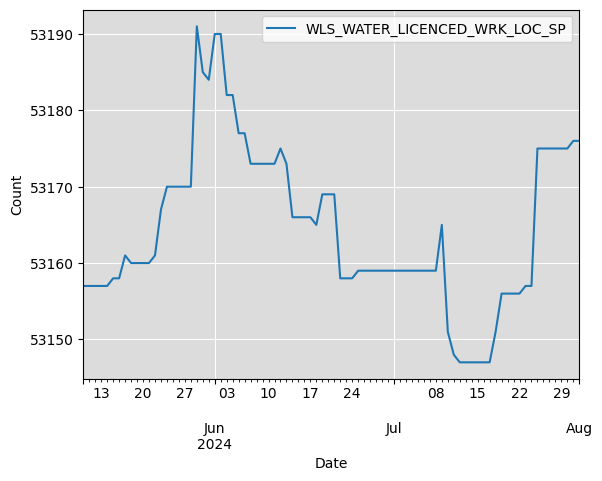 WLS_WATER_LICENCED_WRK_LOC_SP
53190
53180
53170
53160
53150
Count
13 20 27 03 10 17 24 08 15 22 29
Jun Jul Aug
2024
Date